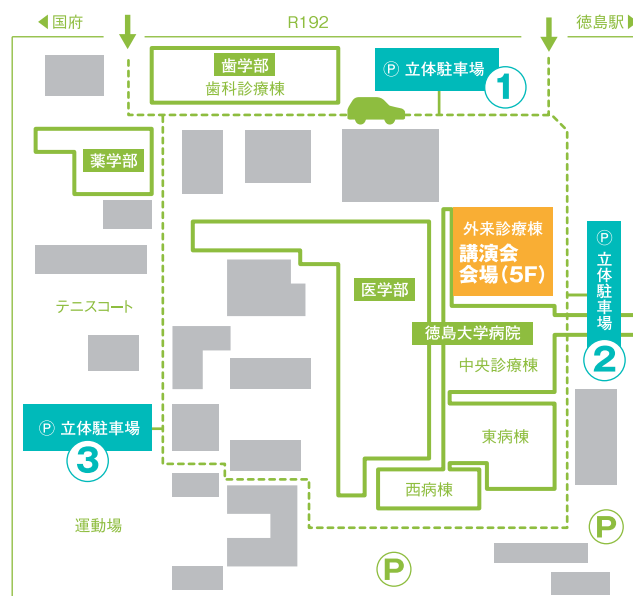 国府
R192
徳島駅
歯学部
歯科診療棟
P 立体駐車場
1
薬学部
外来診療棟
講演会
会場(5F)
P 立体駐車場
2
医学部
テニスコート
徳島大学病院
中央診療棟
P 立体駐車場
3
東病棟
西病棟
運動場
P
P